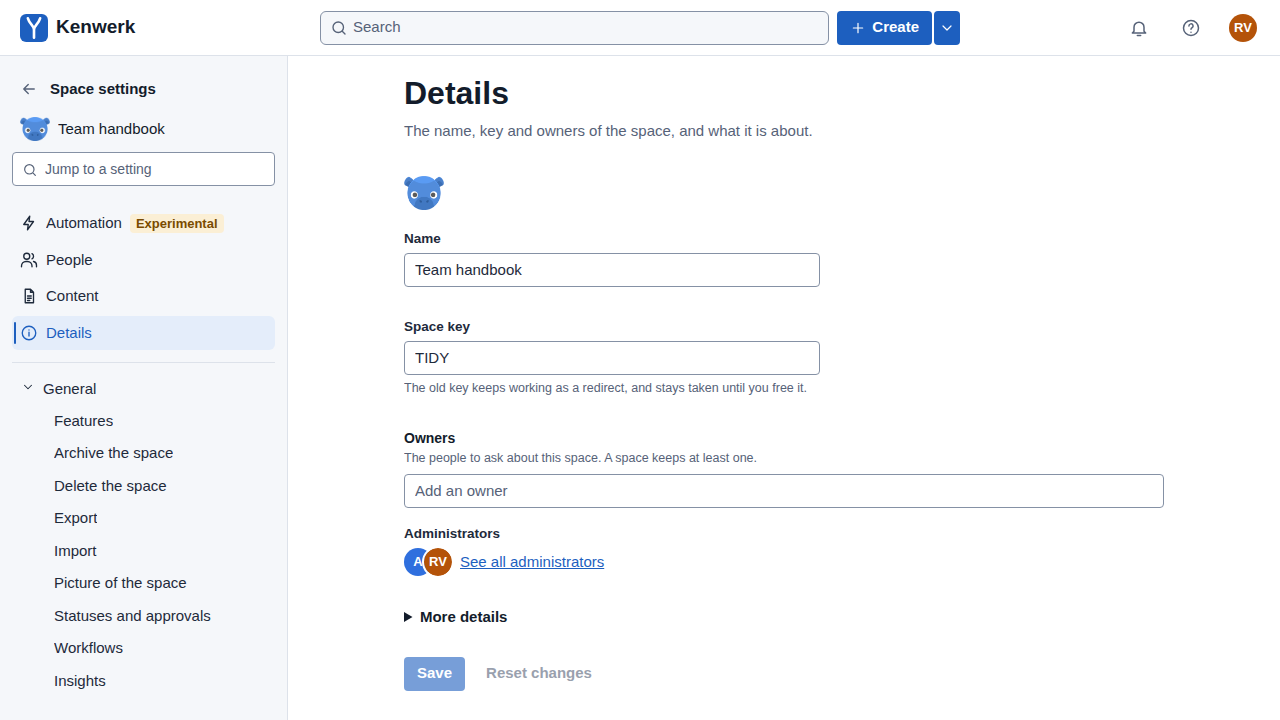 Kenwerk
Search
Create
RV
Space settings
Team handbook
Jump to a setting
Automation Experimental
People
Content
Details
General
Features
Archive the space
Delete the space
Export
Import
Picture of the space
Statuses and approvals
Workflows
Insights
Details
The name, key and owners of the space, and what it is about.
Name
Team handbook
Space key
TIDY
The old key keeps working as a redirect, and stays taken until you free it.
Owners
The people to ask about this space. A space keeps at least one.
Add an owner
Administrators
A RV See all administrators
More details
Save Reset changes